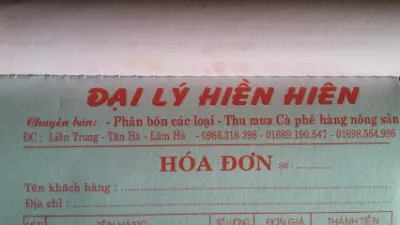 ĐẠI LÝ HIỀN HIÊN
Chuyên bán: - Phân bón các loại - Thu mua Cà phê hàng nông sản
ĐC : Liên Trung - Tân Hà - Lâm Hà - 0986.318.398 - 01689.190.547 - 01698.554.996
HÓA ĐƠN Số :
Tên khách hàng :
Địa chỉ :
TÊN HÀNG SỐ LƯỢNG ĐƠN GIÁ THÀNH TIỀN